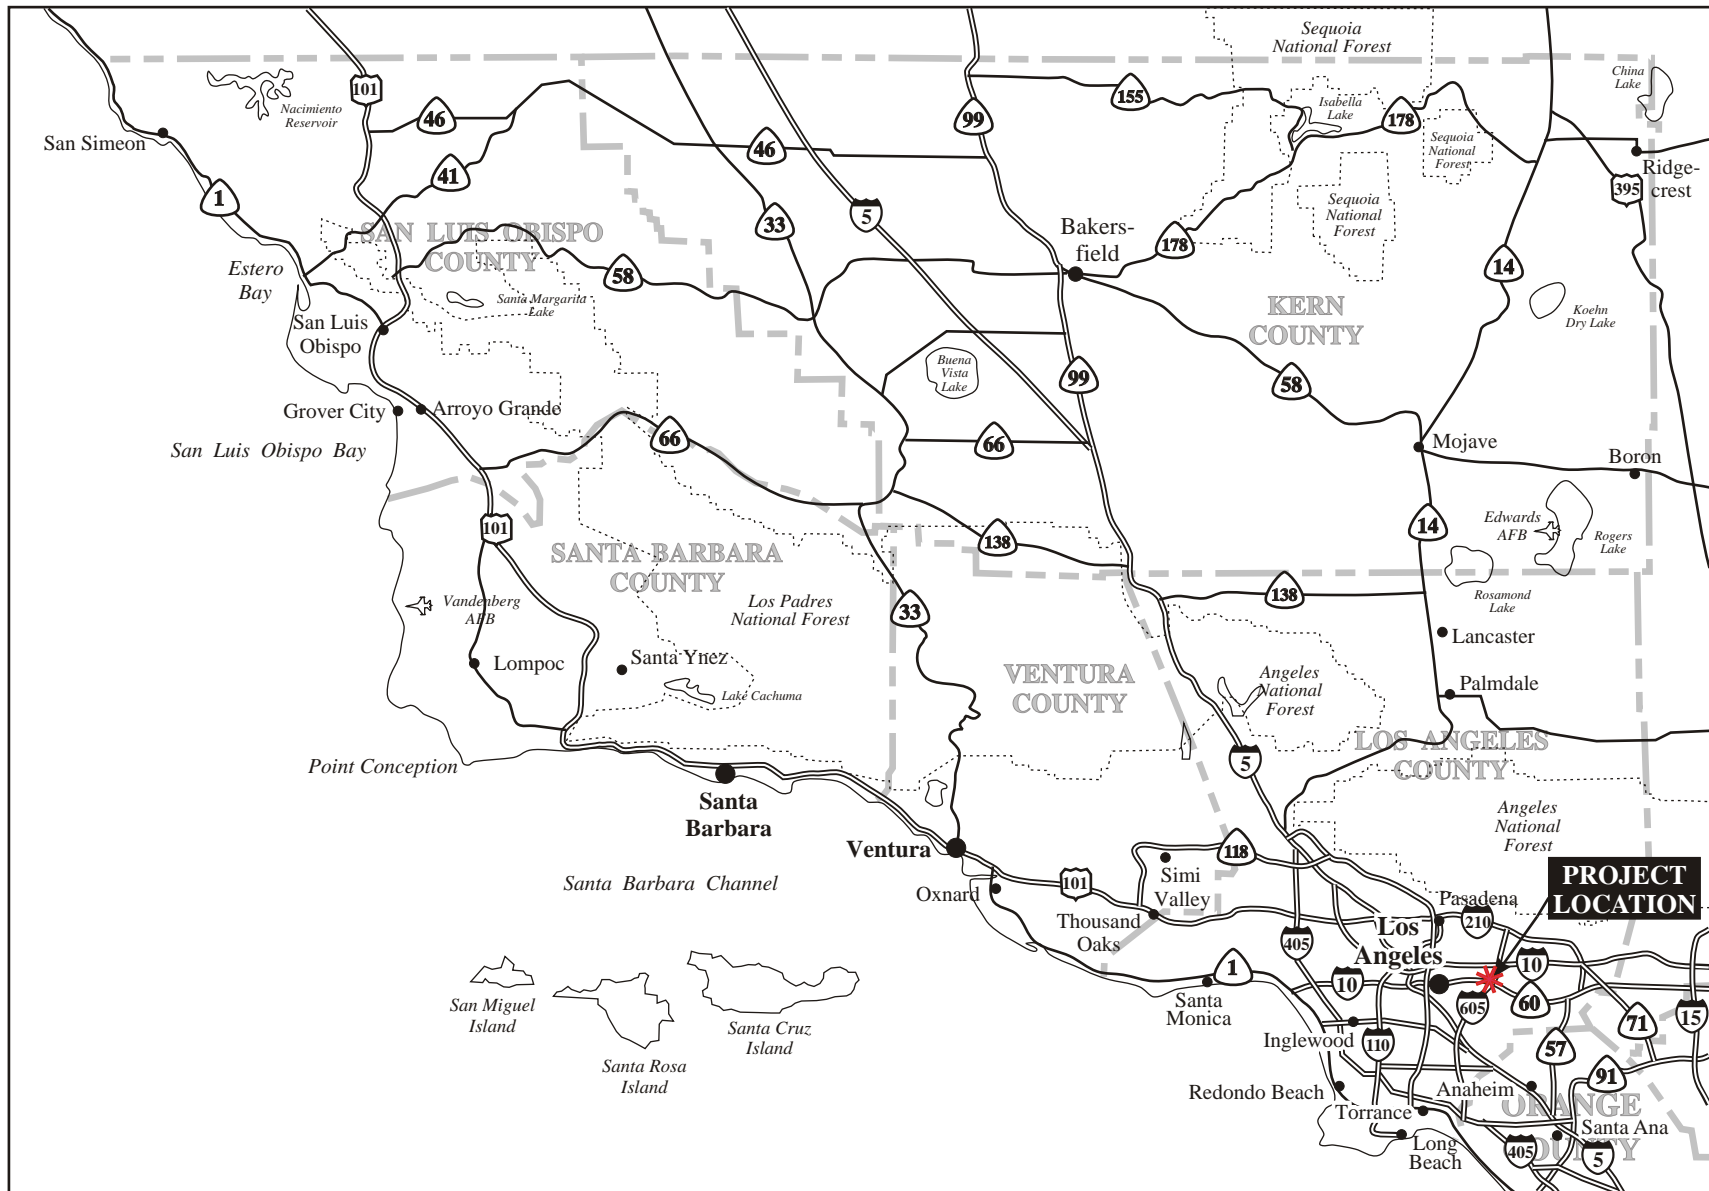 Sequoia
National Forest
China
Lake
101
Nacimiento
Reservoir
46
99
155
Isabella
Lake
178
Sequoia
National
Forest
San Simeon
46
Ridge-
crest
41
1
395
SAN LUIS OBISPO
COUNTY
33
5
Sequoia
National
Forest
178
Bakers-
field
Estero
Bay
58
14
Santa Margarita
Lake
KERN
COUNTY
Koehn
Dry Lake
San Luis
Obispo
Buena
Vista
Lake
99
58
Grover City
Arroyo Grande
San Luis Obispo Bay
66
66
Mojave
Boron
101
14
Edwards
AFB
Rogers
Lake
138
SANTA BARBARA
COUNTY
Vandenberg
AFB
Los Padres
National Forest
33
138
Rosamond
Lake
Lancaster
Lompoc
Santa Ynez
Lake Cachuma
VENTURA
COUNTY
Angeles
National
Forest
Palmdale
LOS ANGELES
COUNTY
5
Point Conception
Santa
Barbara
Angeles
National
Forest
Ventura
118
Simi
Valley
PROJECT
LOCATION
Santa Barbara Channel
Oxnard
101
Thousand
Oaks
Pasadena
210
Los
Angeles
405
1
10
10
San Miguel
Island
Santa Rosa
Island
Santa Cruz
Island
Santa
Monica
605
60
71
15
Inglewood
110
57
91
Redondo Beach
Torrance
Anaheim
ORANGE
COUNTY
Santa Ana
Long
Beach
405
5